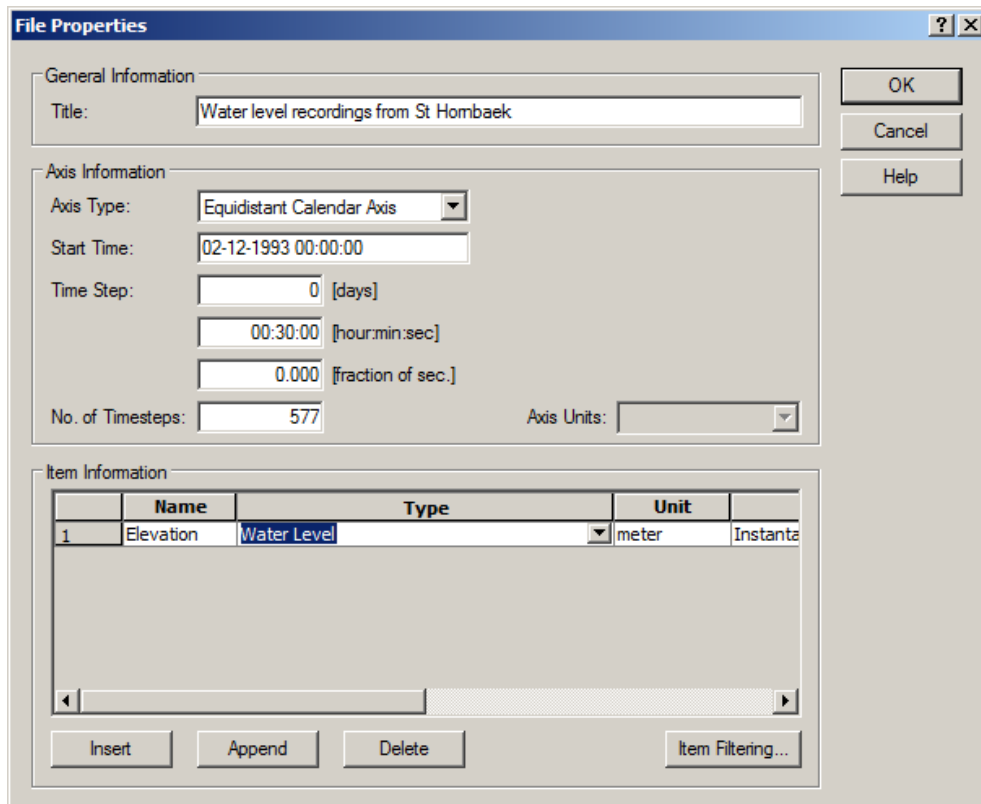 File Properties
General Information
Title: Water level recordings from St Hornbaek
OK
Cancel
Help
Axis Information
Axis Type: Equidistant Calendar Axis
Start Time: 02-12-1993 00:00:00
Time Step: 0 [days]
00:30:00 [hour:min:sec]
0.000 [fraction of sec.]
No. of Timesteps: 577 Axis Units:
Item Information
Name Type Unit
1 Elevation Water Level meter Instanta
Insert Append Delete Item Filtering...